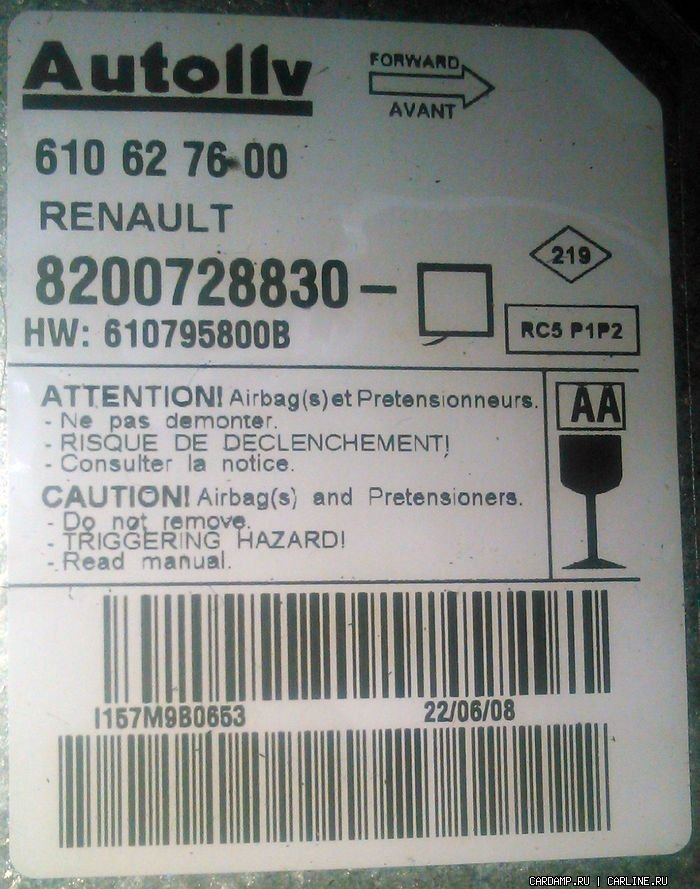 Autoliv
FORWARD
AVANT
610 62 76 00
RENAULT
219
8200728830-
HW: 610795800B
RC5 P1P2
ATTENTION! Airbag(s) et Pretensionneurs.
- Ne pas demonter.
- RISQUE DE DECLENCHEMENT!
- Consulter la notice.
AA
CAUTION! Airbag(s) and Pretensioners.
- Do not remove.
- TRIGGERING HAZARD!
- Read manual.
I157M9B0653 22/06/08
CARDAMP.RU | CARLINE.RU